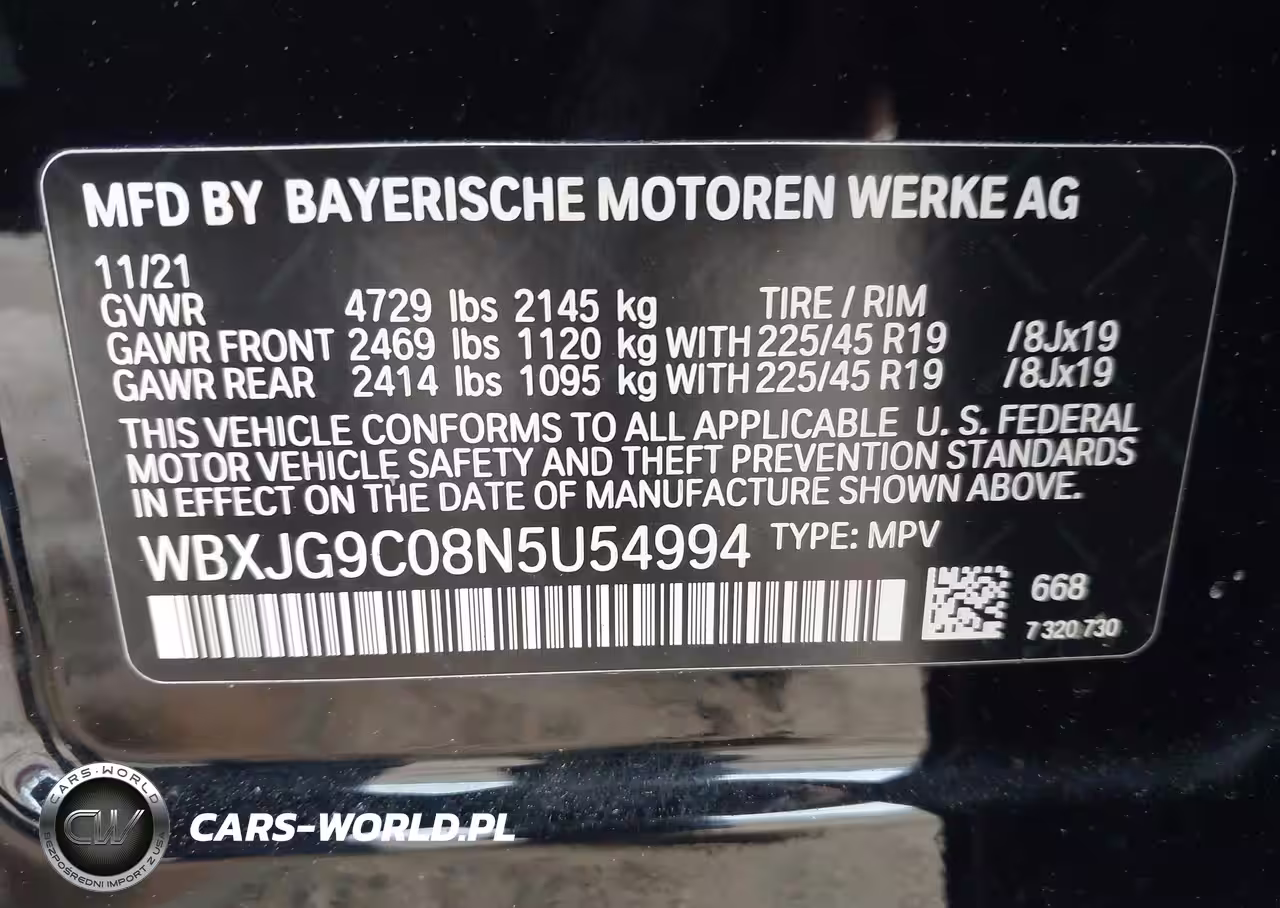 MFD BY BAYERISCHE MOTOREN WERKE AG
11/21
GVWR 4729 lbs 2145 kg TIRE / RIM
GAWR FRONT 2469 lbs 1120 kg WITH 225/45 R19 /8Jx19
GAWR REAR 2414 lbs 1095 kg WITH 225/45 R19 /8Jx19
THIS VEHICLE CONFORMS TO ALL APPLICABLE U. S. FEDERAL
MOTOR VEHICLE SAFETY AND THEFT PREVENTION STANDARDS
IN EFFECT ON THE DATE OF MANUFACTURE SHOWN ABOVE.
WBXJG9C08N5U54994 TYPE: MPV
668
7 320 730
CARS-WORLD
CW
BEZPOŚREDNI IMPORT Z USA
CARS-WORLD.PL